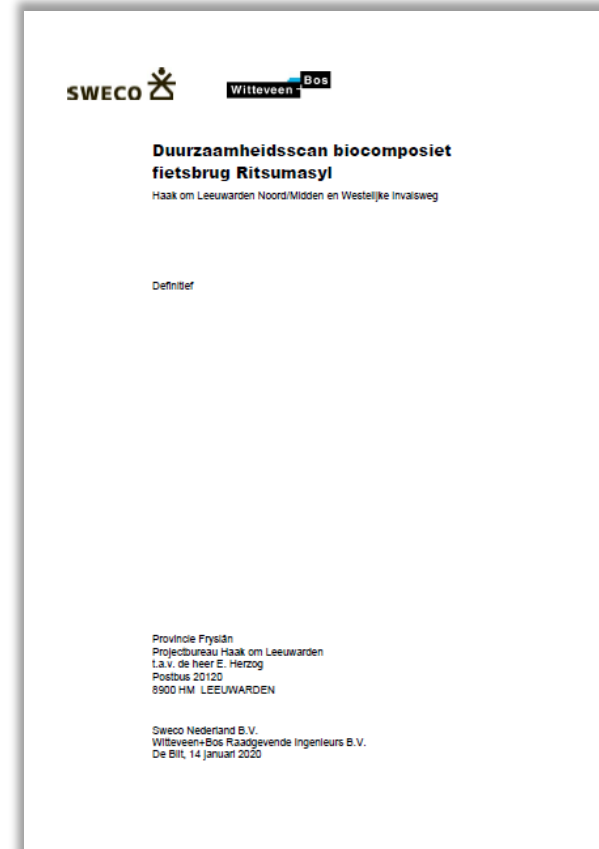 SWECO
Witteveen + Bos
Duurzaamheidsscan biocomposiet
fietsbrug Ritsumasyl
Haak om Leeuwarden Noord/Midden en Westelijke Invalsweg
Definitief
Provincie Fryslân
Projectbureau Haak om Leeuwarden
t.a.v. de heer E. Herzog
Postbus 20120
8900 HM LEEUWARDEN
Sweco Nederland B.V.
Witteveen+Bos Raadgevende Ingenieurs B.V.
De Bilt, 14 januari 2020